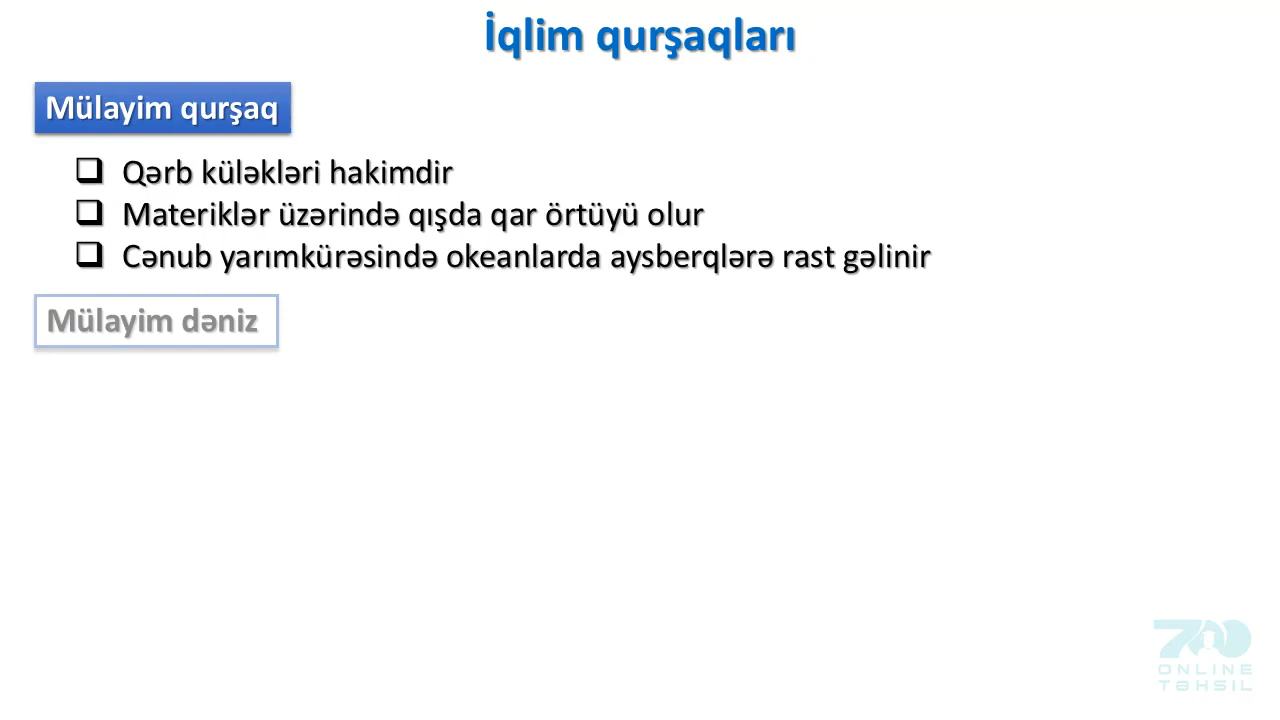 İqlim qurşaqları
Mülayim qurşaq
Qərb küləkləri hakimdir
Materiklər üzərində qışda qar örtüyü olur
Cənub yarımkürəsində okeanlarda aysberqlərə rast gəlinir
Mülayim dəniz
700
ONLINE
TƏHSİL